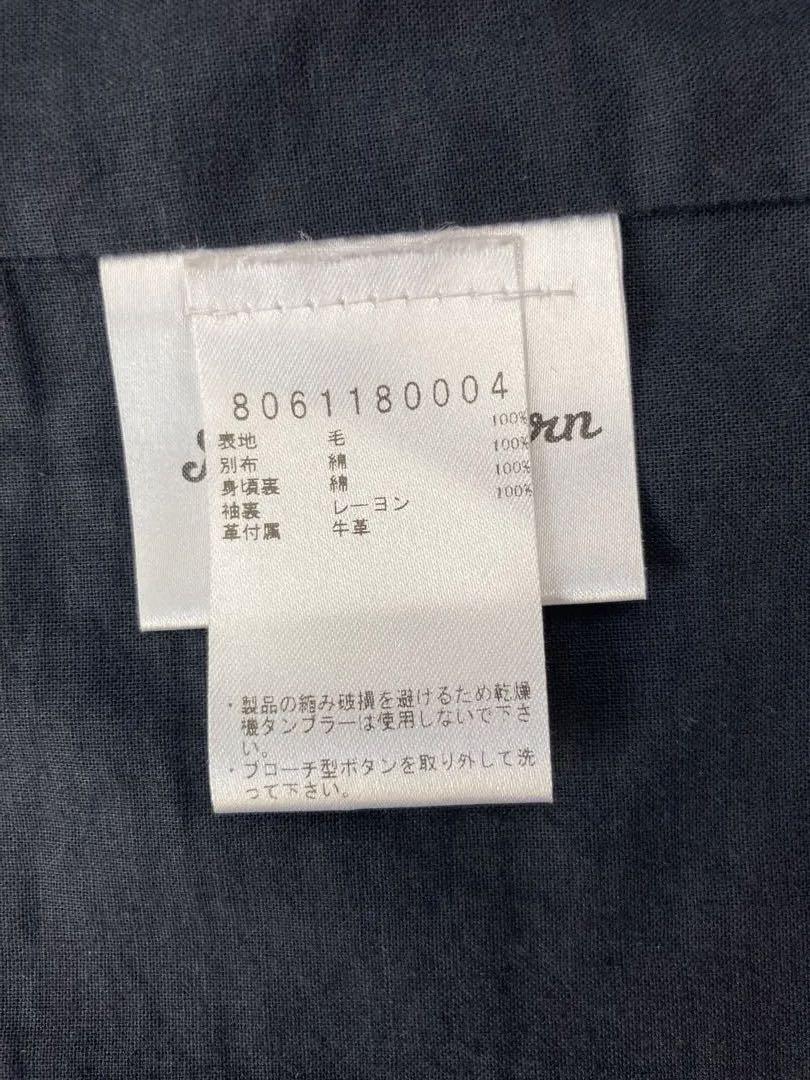 8061180004
表地 毛 100%
別布 綿 100%
身頃裏 綿 100%
袖裏 レーヨン 100%
革付属 牛革
・製品の縮み破損を避けるため乾燥
機タンブラーは使用しないで下さ
い。
・ブローチ型ボタンを取り外して洗
って下さい。